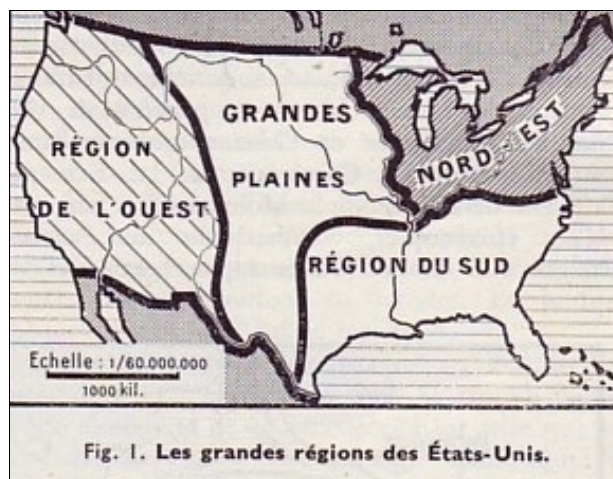 GRANDES
PLAINES
RÉGION
DE L'OUEST
NORD-EST
RÉGION DU SUD
Echelle : 1/60.000.000
1000 kil.
Fig. 1. Les grandes régions des États-Unis.